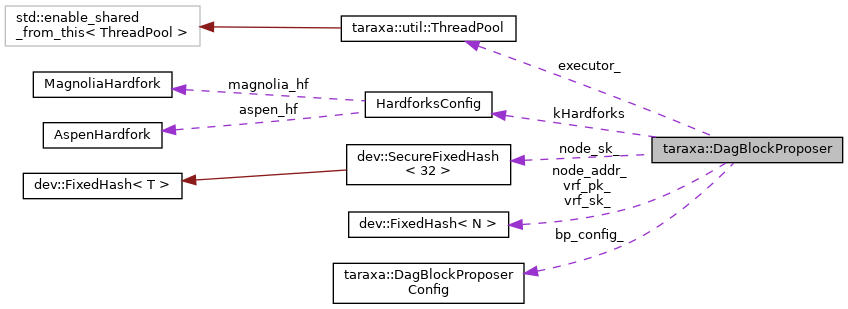 std::enable_shared
_from_this< ThreadPool >
taraxa::util::ThreadPool
executor_
MagnoliaHardfork
magnolia_hf
HardforksConfig
aspen_hf
kHardforks
AspenHardfork
taraxa::DagBlockProposer
dev::SecureFixedHash
< 32 >
node_sk_
dev::FixedHash< T >
node_addr_
vrf_pk_
vrf_sk_
dev::FixedHash< N >
bp_config_
taraxa::DagBlockProposer
Config